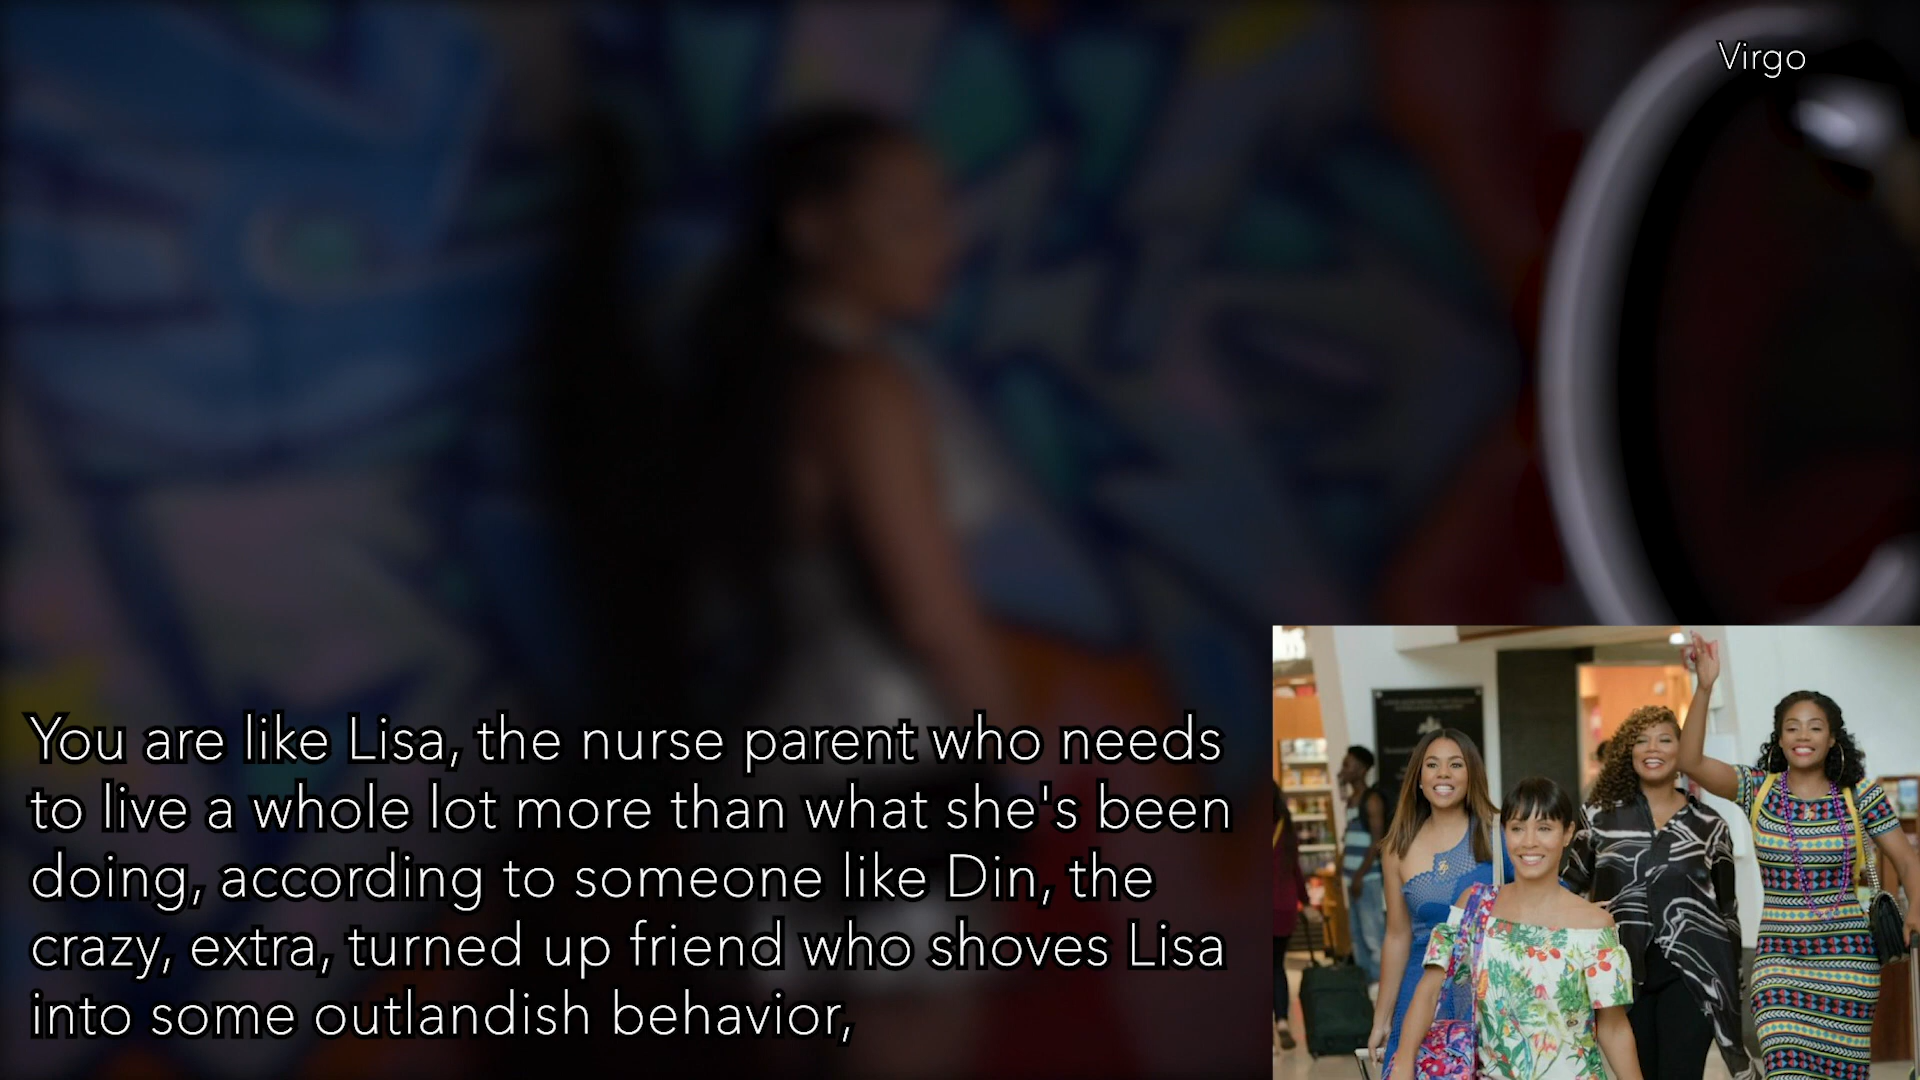 Virgo
You are like Lisa, the nurse parent who needs
to live a whole lot more than what she's been
doing, according to someone like Din, the
crazy, extra, turned up friend who shoves Lisa
into some outlandish behavior,